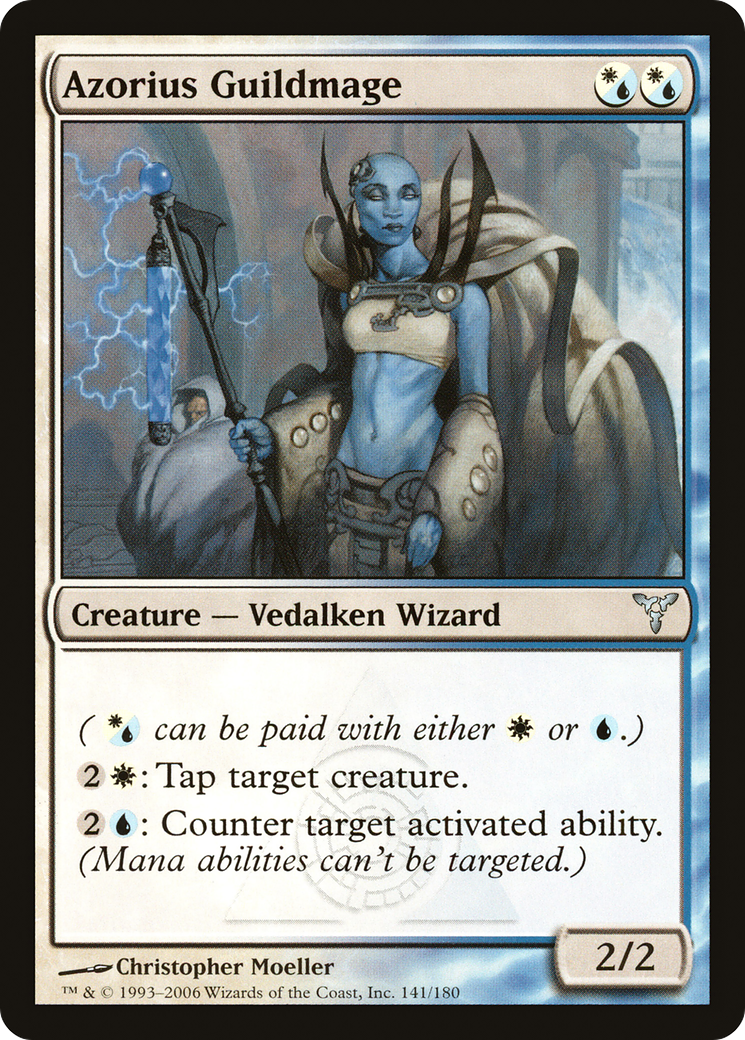 Azorius Guildmage
Creature — Vedalken Wizard
( can be paid with either or .)
2 : Tap target creature.
2 : Counter target activated ability.
(Mana abilities can't be targeted.)
2/2
Christopher Moeller
™ & © 1993–2006 Wizards of the Coast, Inc. 141/180